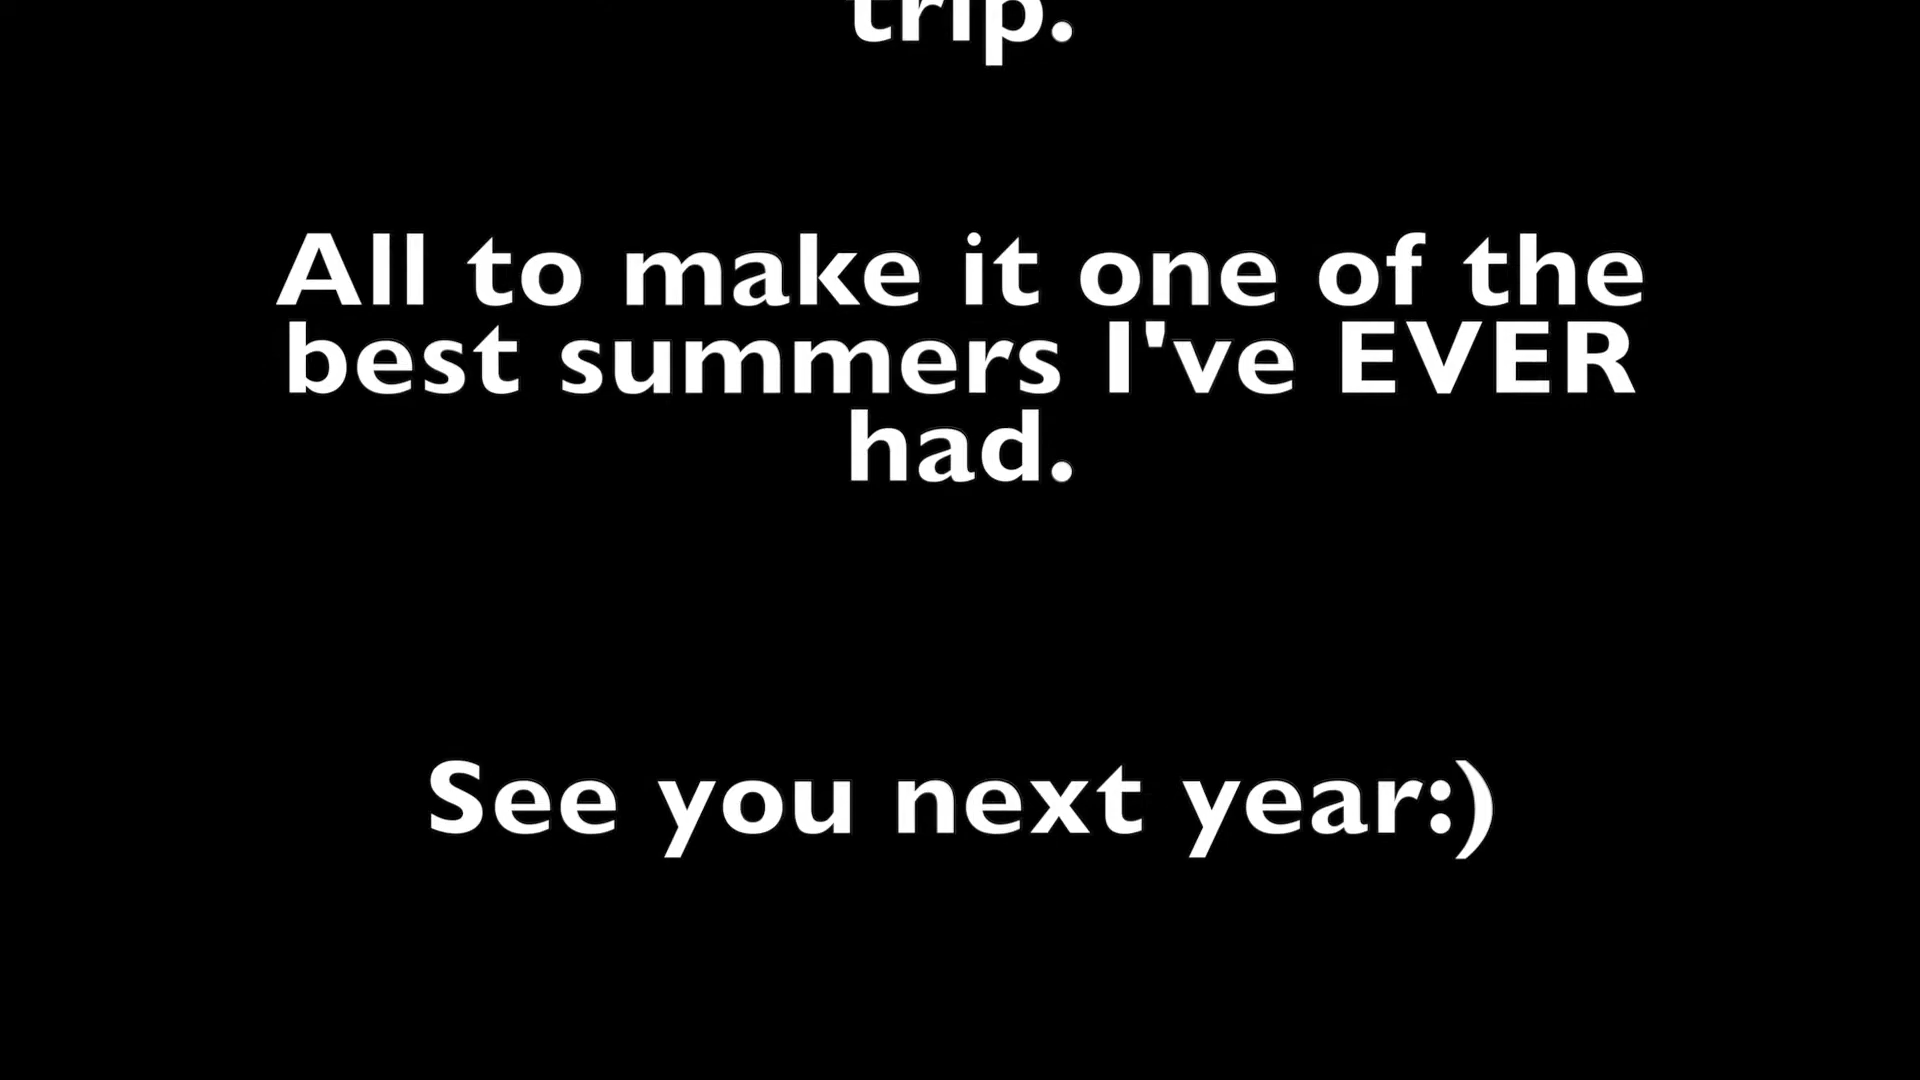 trip.
All to make it one of the
best summers I've EVER
had.
See you next year:)